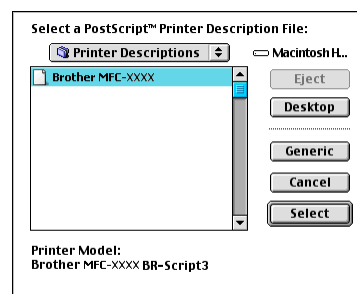 Select a PostScript™ Printer Description File:
Printer Descriptions
Macintosh H...
Brother MFC-XXXX
Eject
Desktop
Generic
Cancel
Select
Printer Model:
Brother MFC-XXXX BR-Script3